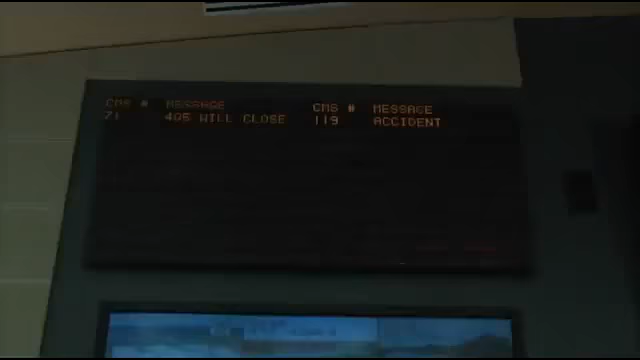 CMS # MESSAGE CMS # MESSAGE
71 405 WILL CLOSE 119 ACCIDENT